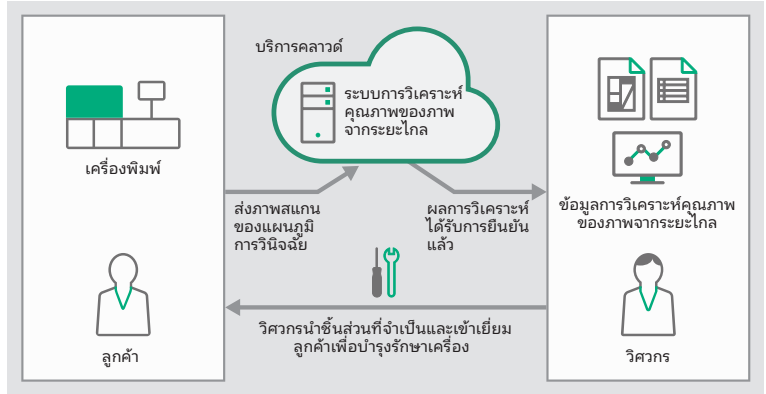 บริการคลาวด์
ระบบการวิเคราะห์
คุณภาพของภาพ
จากระยะไกล
เครื่องพิมพ์
ส่งภาพสแกน
ของแผนภูมิ
การวินิจฉัย
ผลการวิเคราะห์
ได้รับการยืนยัน
แล้ว
ข้อมูลการวิเคราะห์คุณภาพ
ของภาพจากระยะไกล
วิศวกรนำชิ้นส่วนที่จำเป็นและเข้าเยี่ยม
ลูกค้าเพื่อบำรุงรักษาเครื่อง
ลูกค้า
วิศวกร